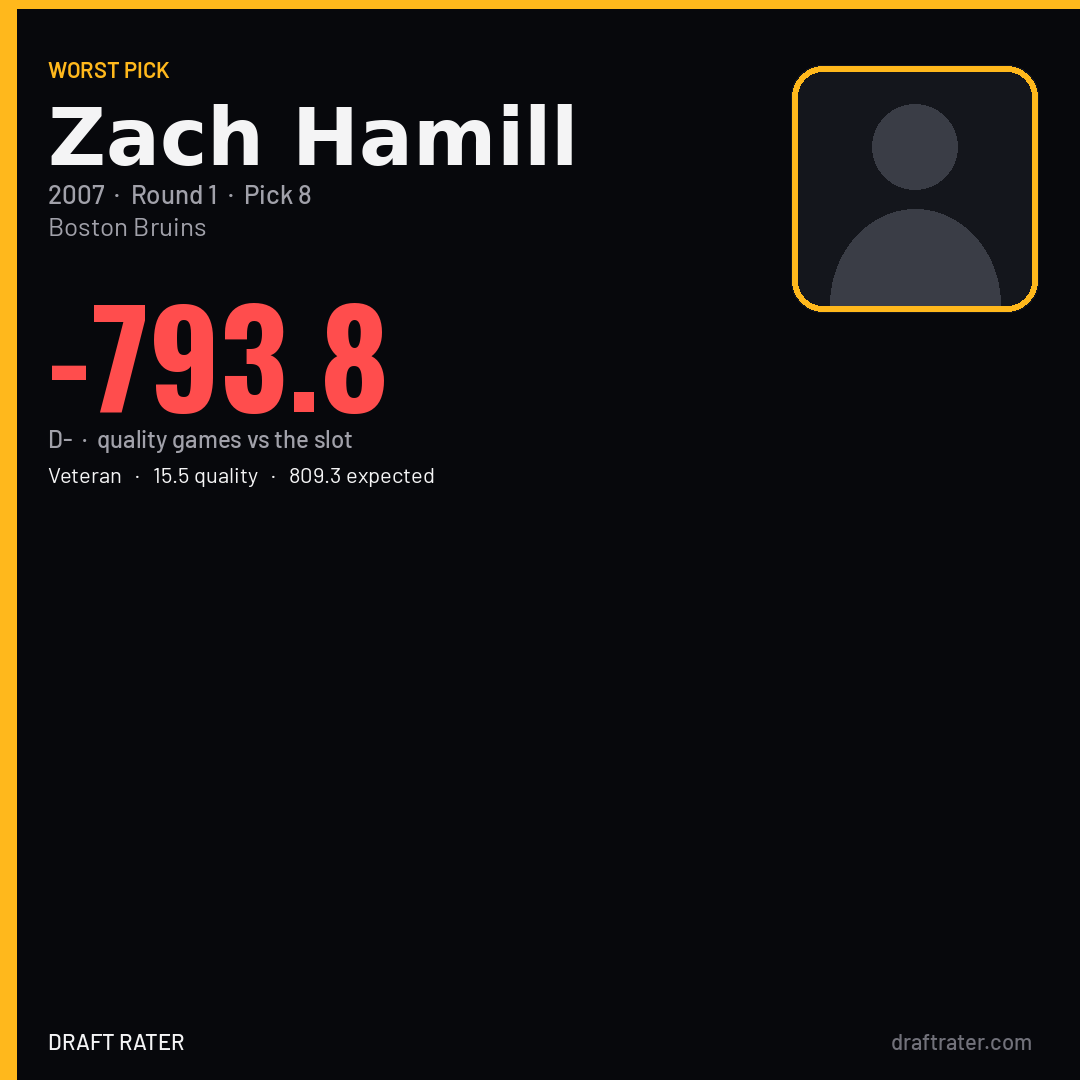 WORST PICK
Zach Hamill
2007 · Round 1 · Pick 8
Boston Bruins
-793.8
D- · quality games vs the slot
Veteran · 15.5 quality · 809.3 expected
DRAFT RATER
draftrater.com